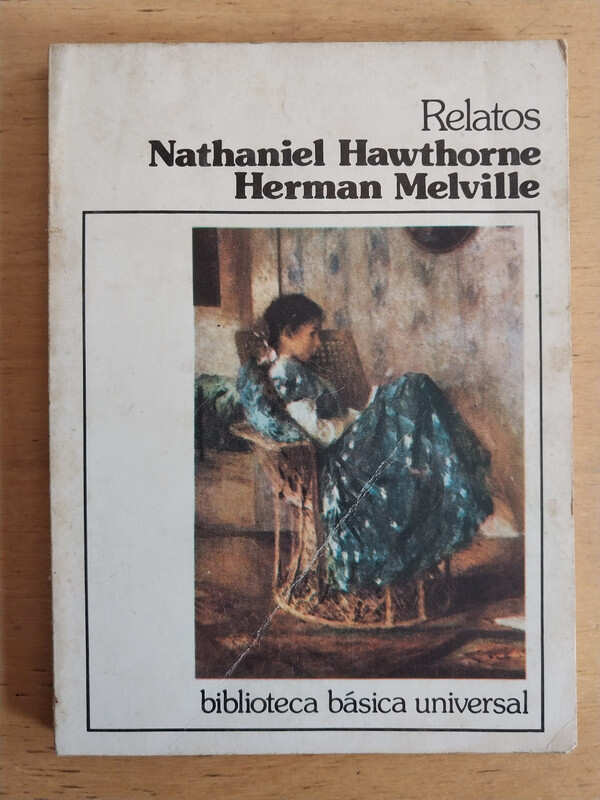 Relatos
Nathaniel Hawthorne
Herman Melville
biblioteca básica universal